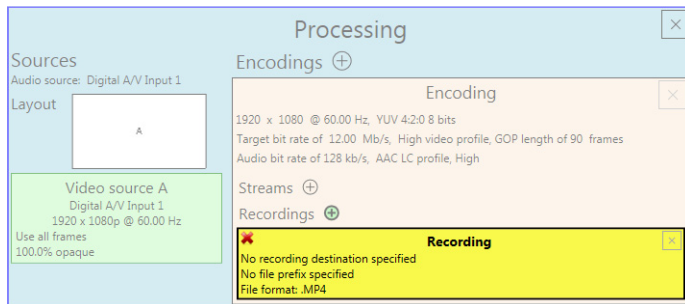 Processing
Sources
Audio source: Digital A/V Input 1
Layout
A
Video source A
Digital A/V Input 1
1920 x 1080p @ 60.00 Hz
Use all frames
100.0% opaque
Encodings
Encoding
1920 x 1080 @ 60.00 Hz, YUV 4:2:0 8 bits
Target bit rate of 12.00 Mb/s, High video profile, GOP length of 90 frames
Audio bit rate of 128 kb/s, AAC LC profile, High
Streams
Recordings
Recording
No recording destination specified
No file prefix specified
File format: .MP4